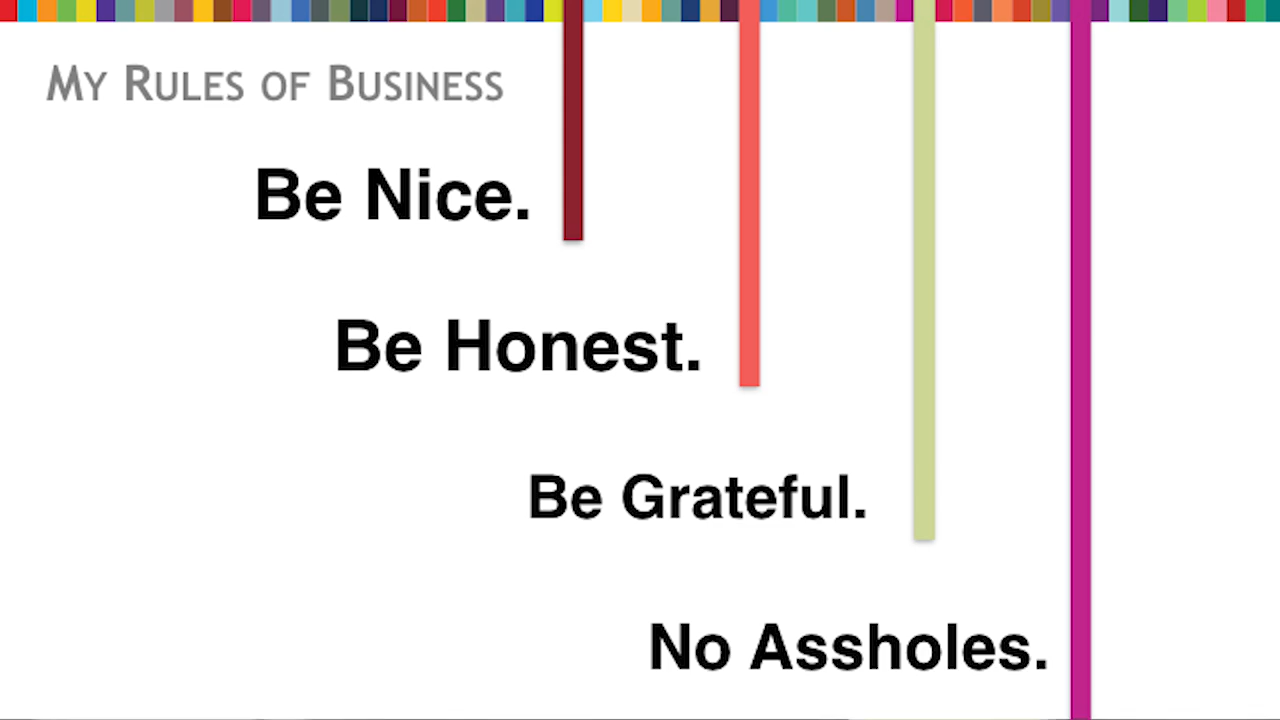 My Rules of Business
Be Nice.
Be Honest.
Be Grateful.
No Assholes.